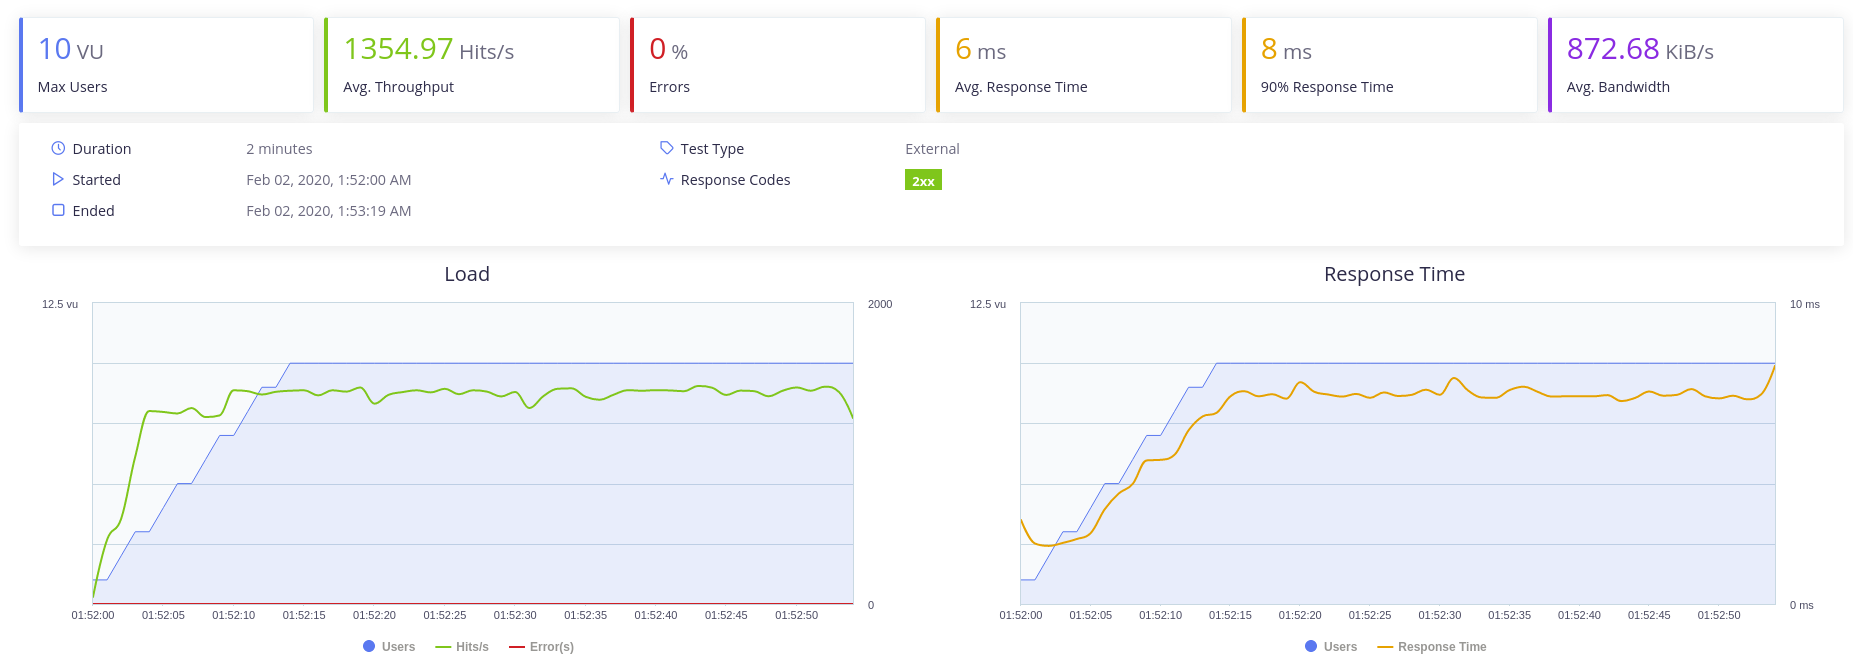 10 VU
Max Users
1354.97 Hits/s
Avg. Throughput
0 %
Errors
6 ms
Avg. Response Time
8 ms
90% Response Time
872.68 KiB/s
Avg. Bandwidth
Duration 2 minutes
Started Feb 02, 2020, 1:52:00 AM
Ended Feb 02, 2020, 1:53:19 AM
Test Type External
Response Codes 2xx
Load
12.5 vu 2000
0
01:52:00 01:52:05 01:52:10 01:52:15 01:52:20 01:52:25 01:52:30 01:52:35 01:52:40 01:52:45 01:52:50
Users Hits/s Error(s)
Response Time
12.5 vu 10 ms
0 ms
01:52:00 01:52:05 01:52:10 01:52:15 01:52:20 01:52:25 01:52:30 01:52:35 01:52:40 01:52:45 01:52:50
Users Response Time